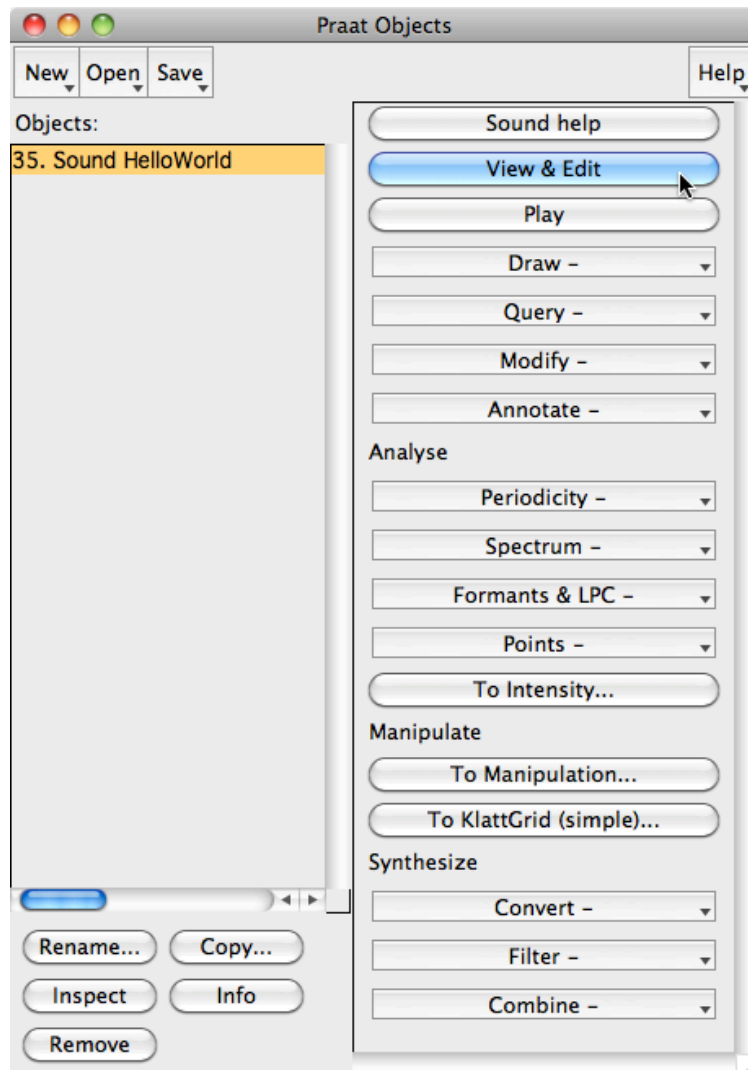 Praat Objects
New Open Save Help
Objects:
35. Sound HelloWorld
Sound help
View & Edit
Play
Draw –
Query –
Modify –
Annotate –
Analyse
Periodicity –
Spectrum –
Formants & LPC –
Points –
To Intensity...
Manipulate
To Manipulation...
To KlattGrid (simple)...
Synthesize
Convert –
Filter –
Combine –
Rename... Copy...
Inspect Info
Remove